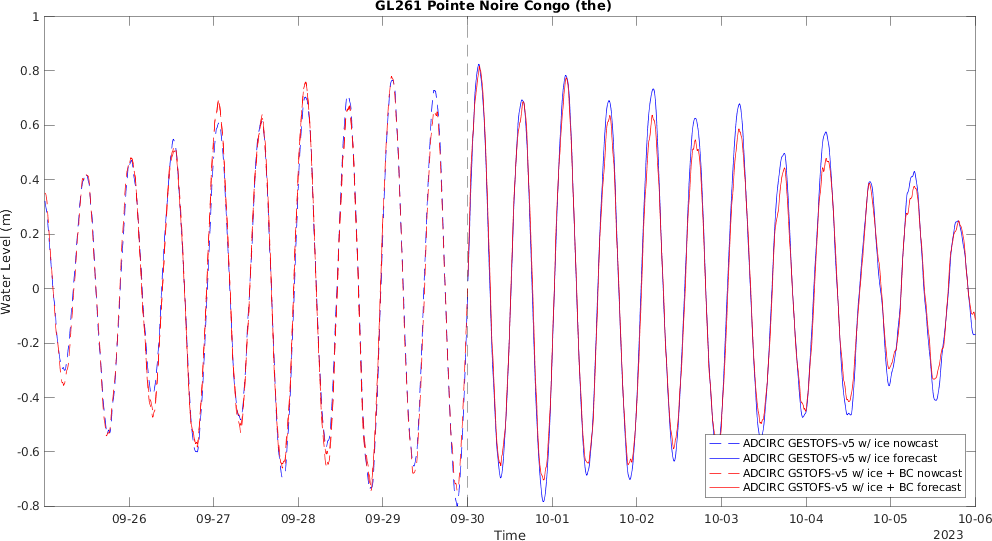 GL261 Pointe Noire Congo (the)
1
0.8
0.6
0.4
0.2
0
-0.2
-0.4
-0.6
-0.8
Water Level (m)
ADCIRC GESTOFS-v5 w/ ice nowcast
ADCIRC GESTOFS-v5 w/ ice forecast
ADCIRC GSTOFS-v5 w/ ice + BC nowcast
ADCIRC GSTOFS-v5 w/ ice + BC forecast
09-26 09-27 09-28 09-29 09-30 10-01 10-02 10-03 10-04 10-05 10-06
Time
2023